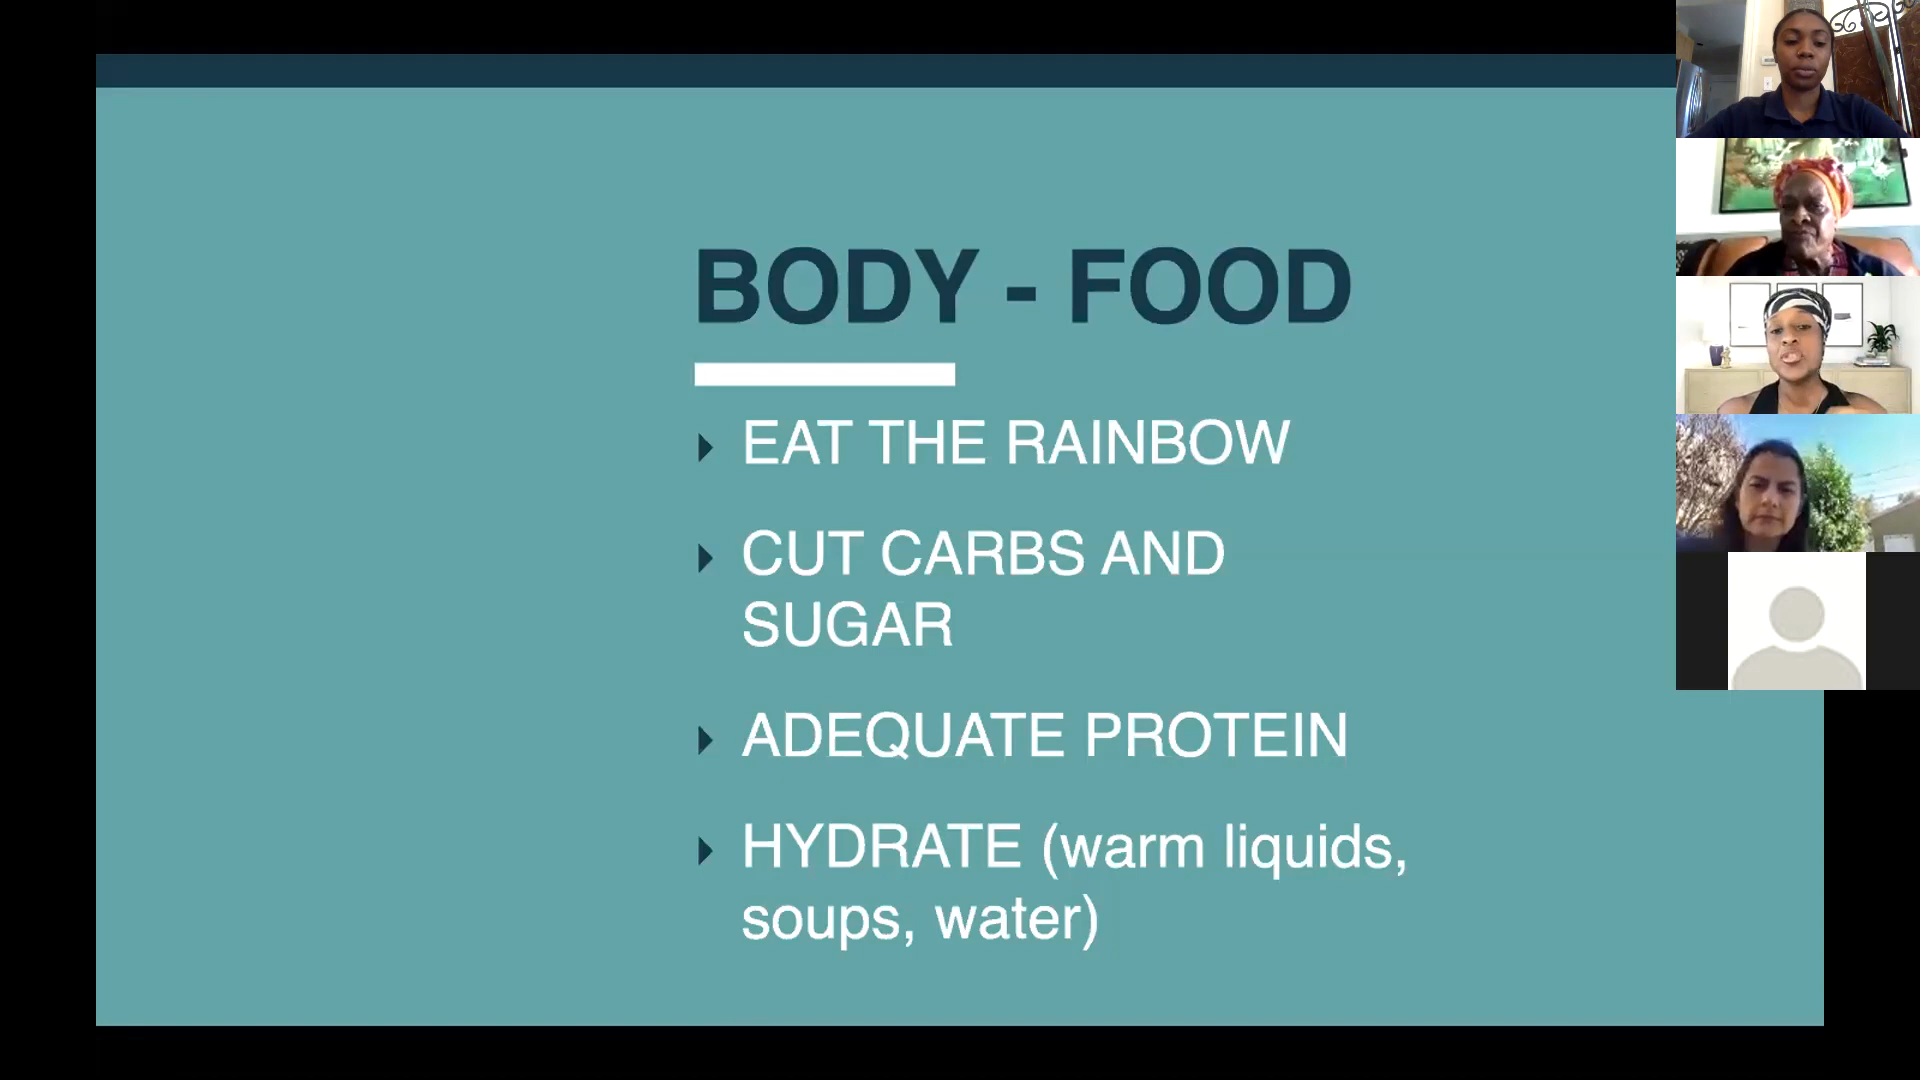 BODY - FOOD
EAT THE RAINBOW
CUT CARBS AND
SUGAR
ADEQUATE PROTEIN
HYDRATE (warm liquids,
soups, water)